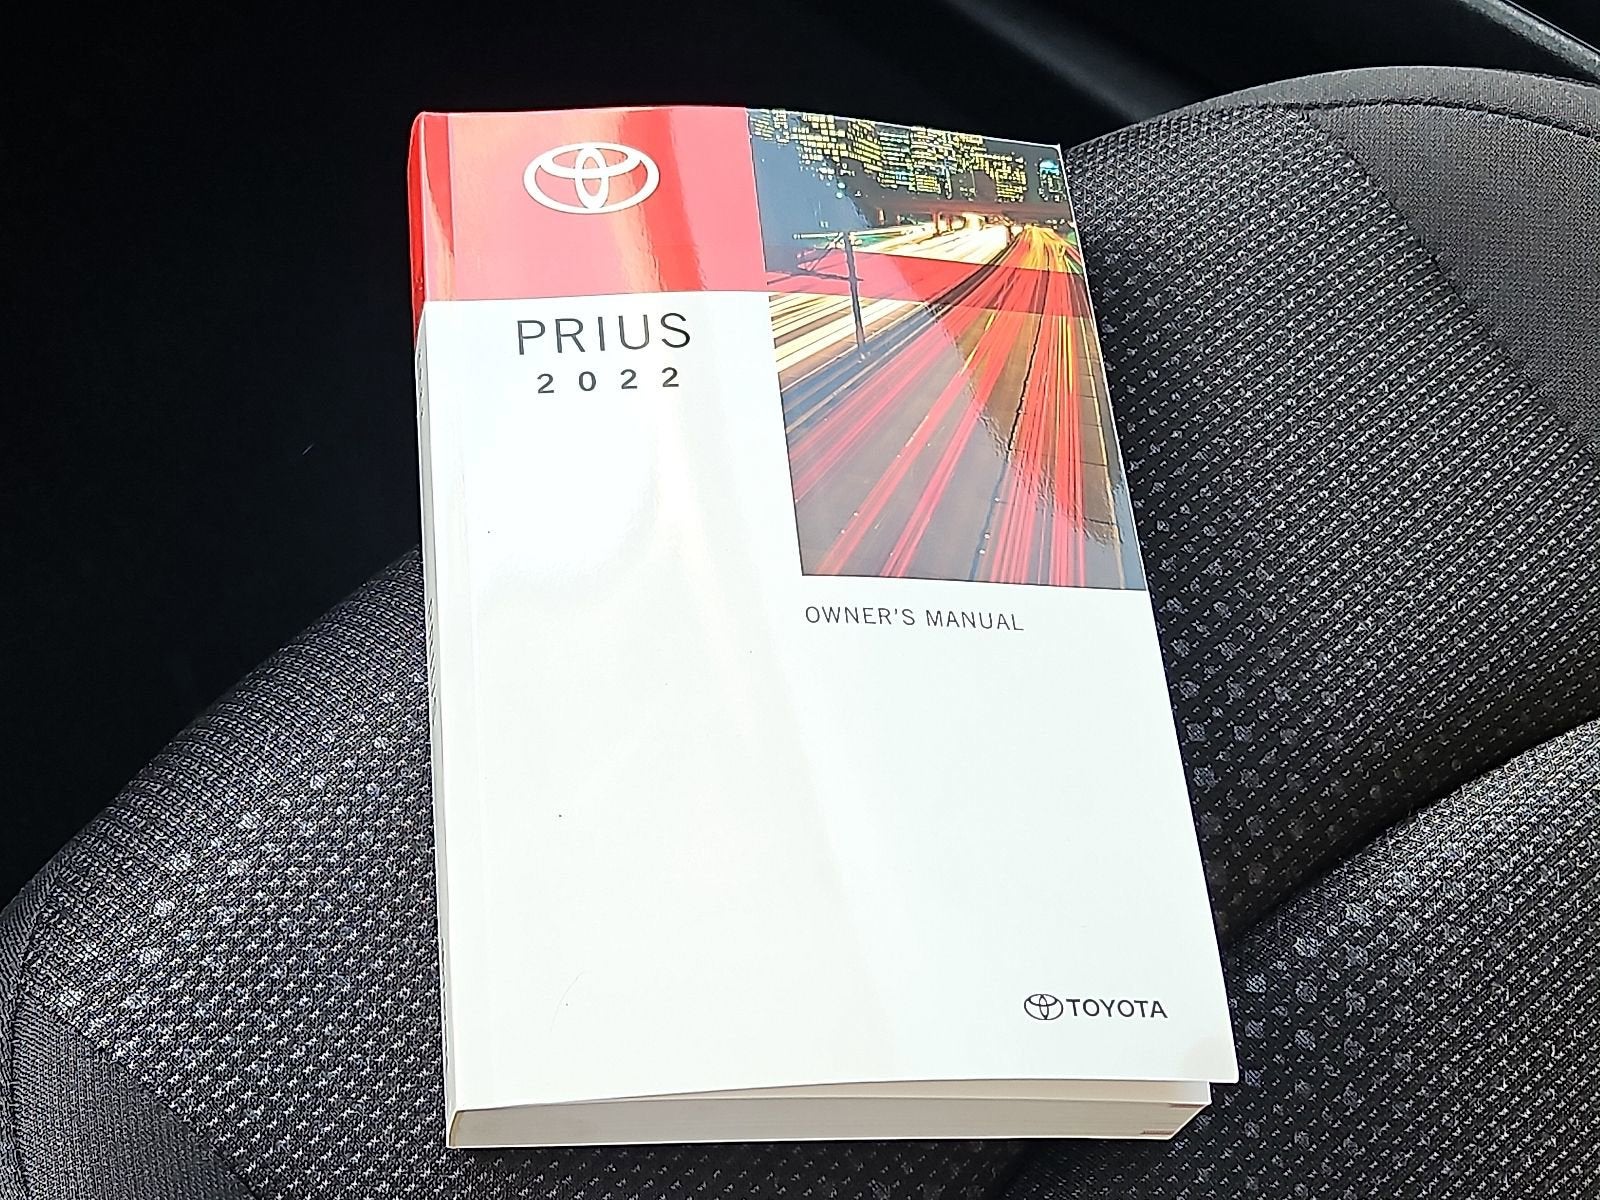 PRIUS
2022
OWNER'S MANUAL
TOYOTA